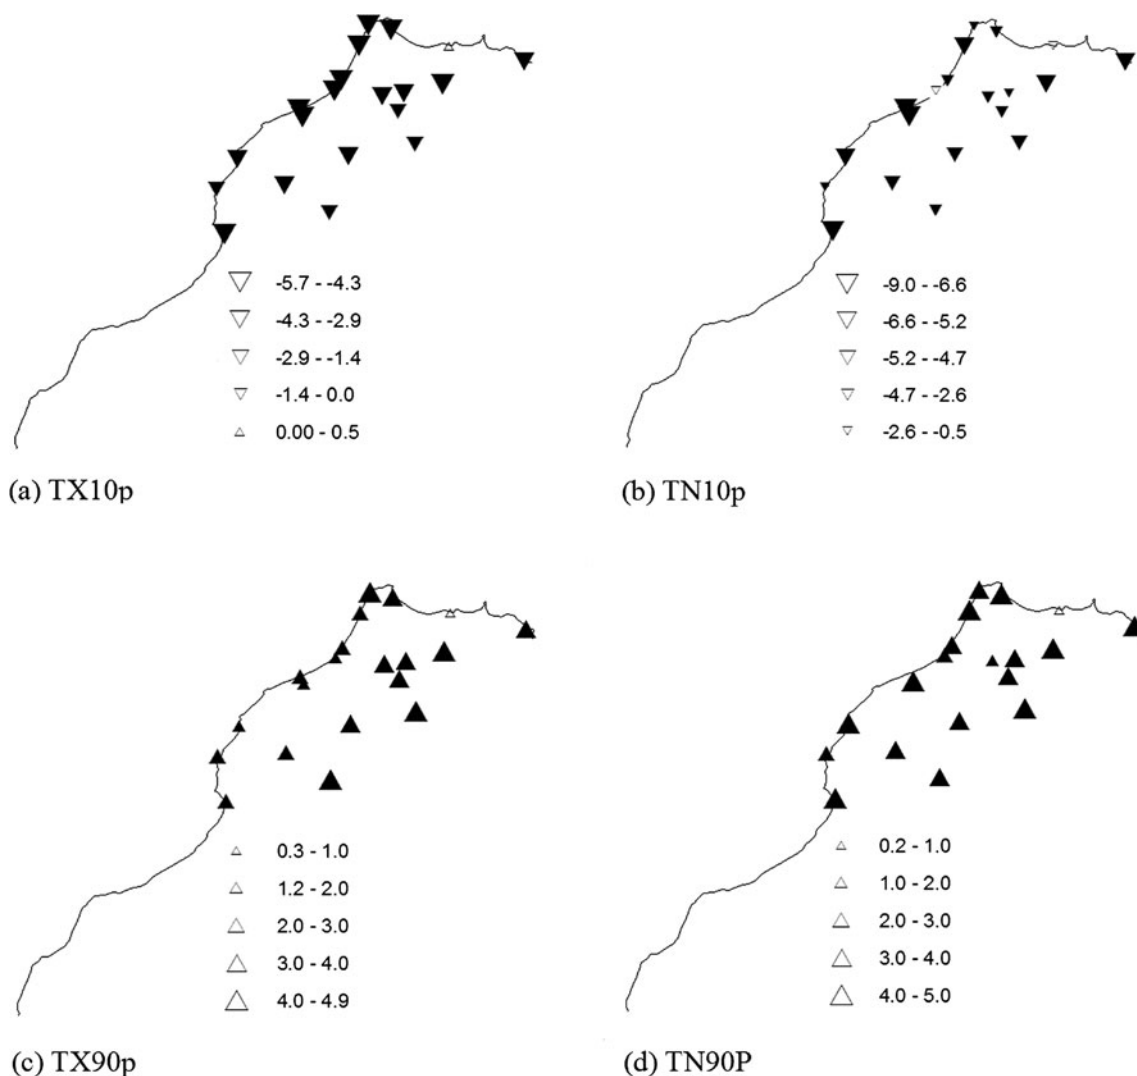 -5.7 - -4.3
-4.3 - -2.9
-2.9 - -1.4
-1.4 - 0.0
0.00 - 0.5
(a) TX10p
-9.0 - -6.6
-6.6 - -5.2
-5.2 - -4.7
-4.7 - -2.6
-2.6 - -0.5
(b) TN10p
0.3 - 1.0
1.2 - 2.0
2.0 - 3.0
3.0 - 4.0
4.0 - 4.9
(c) TX90p
0.2 - 1.0
1.0 - 2.0
2.0 - 3.0
3.0 - 4.0
4.0 - 5.0
(d) TN90P